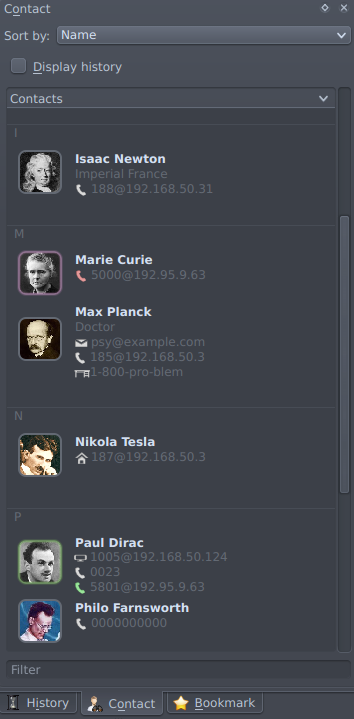 Contact
Sort by: Name
Display history
Contacts
I
Isaac Newton
Imperial France
188@192.168.50.31
M
Marie Curie
5000@192.95.9.63
Max Planck
Doctor
psy@example.com
185@192.168.50.3
1-800-pro-blem
N
Nikola Tesla
187@192.168.50.3
P
Paul Dirac
1005@192.168.50.124
0023
5801@192.95.9.63
Philo Farnsworth
0000000000
Filter
History Contact Bookmark